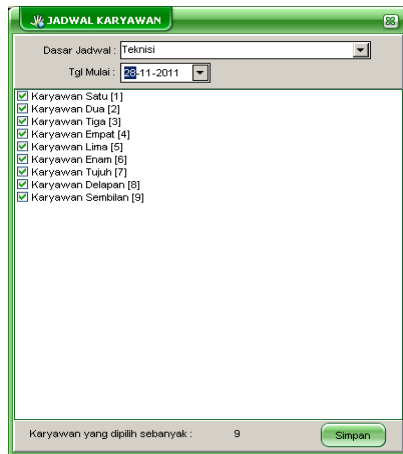 JADWAL KARYAWAN
Dasar Jadwal : Teknisi
Tgl Mulai : 28-11-2011
Karyawan Satu [1]
Karyawan Dua [2]
Karyawan Tiga [3]
Karyawan Empat [4]
Karyawan Lima [5]
Karyawan Enam [6]
Karyawan Tujuh [7]
Karyawan Delapan [8]
Karyawan Sembilan [9]
Karyawan yang dipilih sebanyak : 9 Simpan